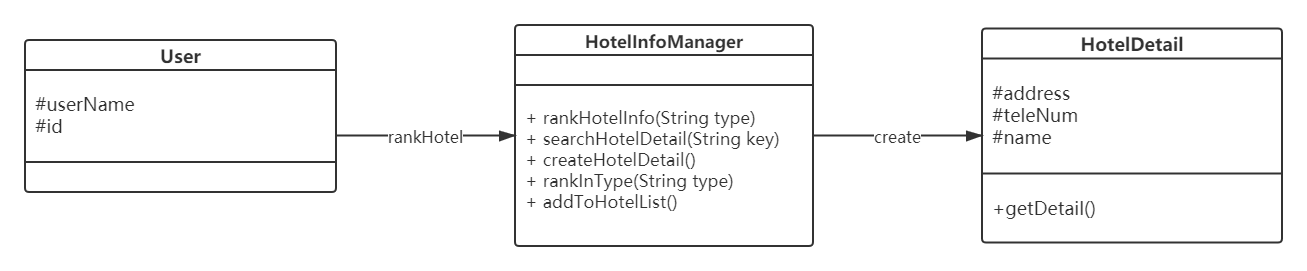 User
#userName
#id
rankHotel
HotelInfoManager
+ rankHotelInfo(String type)
+ searchHotelDetail(String key)
+ createHotelDetail()
+ rankInType(String type)
+ addToHotelList()
create
HotelDetail
#address
#teleNum
#name
+getDetail()